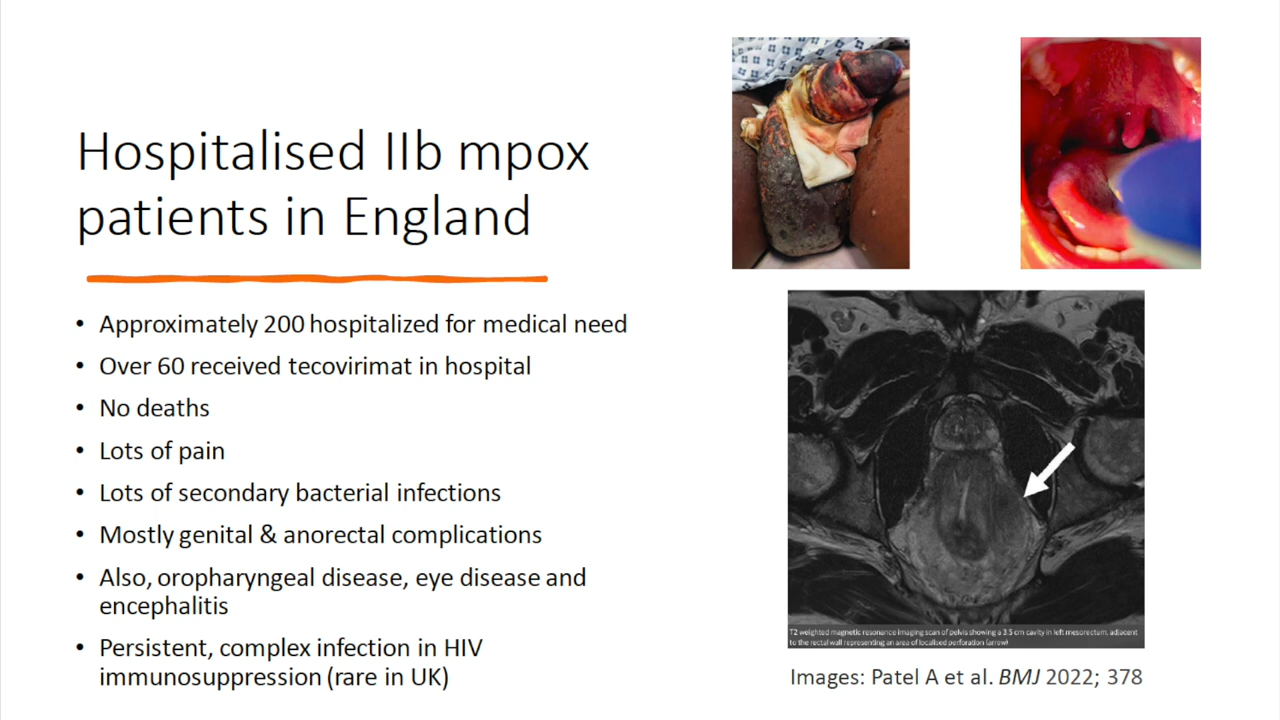 Hospitalised IIb mpox
patients in England
• Approximately 200 hospitalized for medical need
• Over 60 received tecovirimat in hospital
• No deaths
• Lots of pain
• Lots of secondary bacterial infections
• Mostly genital & anorectal complications
• Also, oropharyngeal disease, eye disease and
encephalitis
• Persistent, complex infection in HIV
immunosuppression (rare in UK)
T2 weighted magnetic resonance imaging scan of pelvis showing a 3.5 cm cavity in left mesorectum, adjacent
to the rectal wall representing an area of localised perforation (arrow)
Images: Patel A et al. BMJ 2022; 378